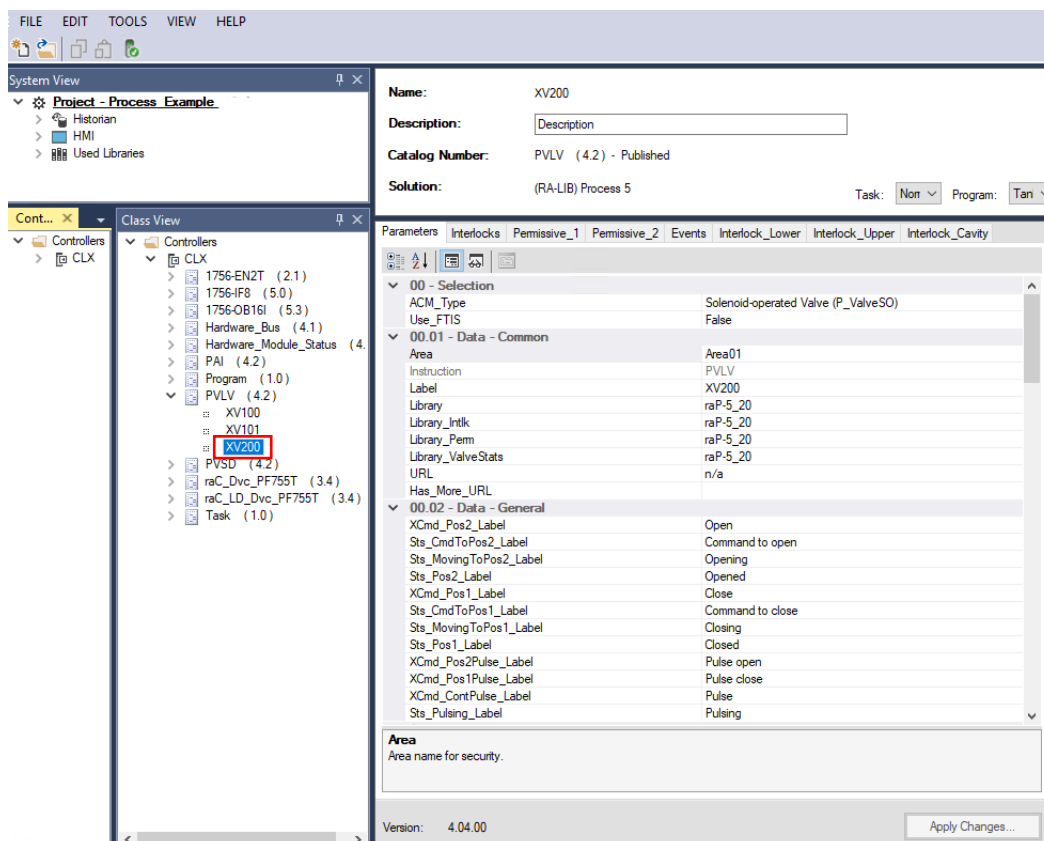 FILE EDIT TOOLS VIEW HELP
System View
Project - Process_Example
Historian
HMI
Used Libraries
Cont...
Controllers
CLX
Class View
Controllers
CLX
1756-EN2T (2.1)
1756-IF8 (5.0)
1756-OB16I (5.3)
Hardware_Bus (4.1)
Hardware_Module_Status (4.
PAI (4.2)
Program (1.0)
PVLV (4.2)
XV100
XV101
XV200
PVSD (4.2)
raC_Dvc_PF755T (3.4)
raC_LD_Dvc_PF755T (3.4)
Task (1.0)
Name: XV200
Description: Description
Catalog Number: PVLV (4.2) - Published
Solution: (RA-LIB) Process 5
Task: Norr Program: Tani
Parameters Interlocks Permissive_1 Permissive_2 Events Interlock_Lower Interlock_Upper Interlock_Cavity
00 - Selection
ACM_Type Solenoid-operated Valve (P_ValveSO)
Use_FTIS False
00.01 - Data - Common
Area Area01
Instruction PVLV
Label XV200
Library raP-5_20
Library_Intlk raP-5_20
Library_Perm raP-5_20
Library_ValveStats raP-5_20
URL n/a
Has_More_URL
00.02 - Data - General
XCmd_Pos2_Label Open
Sts_CmdToPos2_Label Command to open
Sts_MovingToPos2_Label Opening
Sts_Pos2_Label Opened
XCmd_Pos1_Label Close
Sts_CmdToPos1_Label Command to close
Sts_MovingToPos1_Label Closing
Sts_Pos1_Label Closed
XCmd_Pos2Pulse_Label Pulse open
XCmd_Pos1Pulse_Label Pulse close
XCmd_ContPulse_Label Pulse
Sts_Pulsing_Label Pulsing
Area
Area name for security.
Version: 4.04.00
Apply Changes...